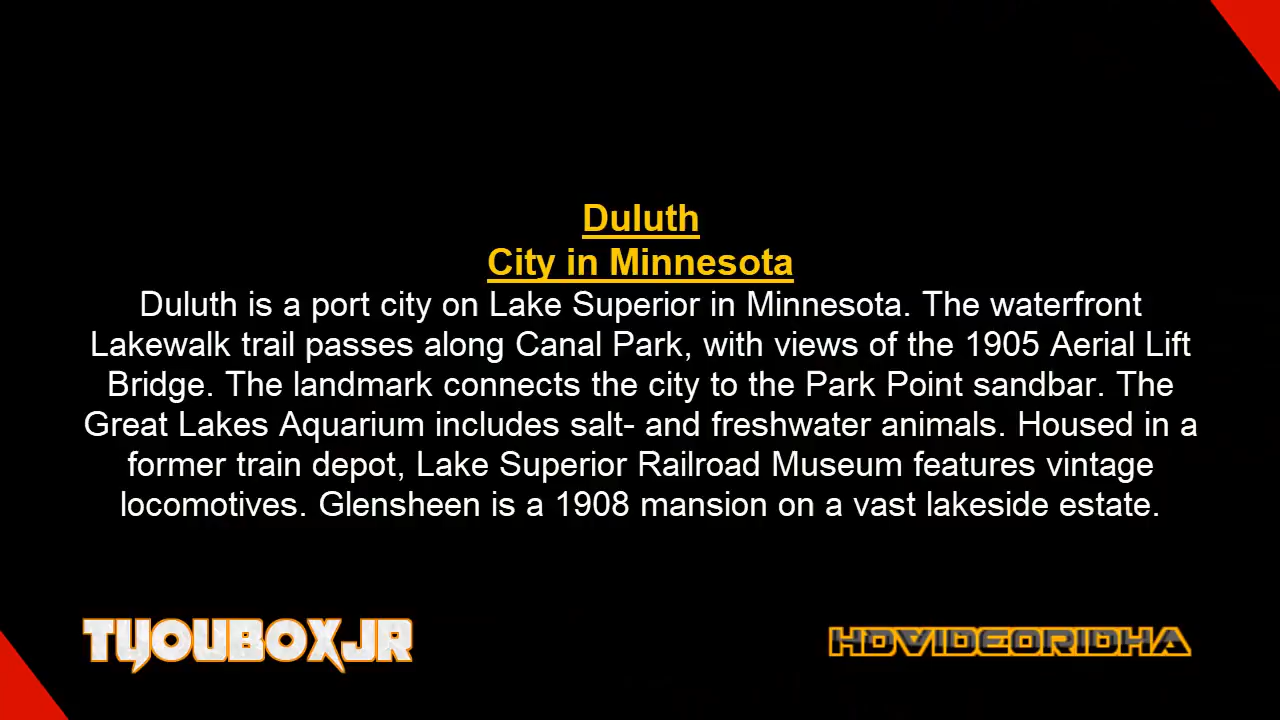 Duluth
City in Minnesota
Duluth is a port city on Lake Superior in Minnesota. The waterfront
Lakewalk trail passes along Canal Park, with views of the 1905 Aerial Lift
Bridge. The landmark connects the city to the Park Point sandbar. The
Great Lakes Aquarium includes salt- and freshwater animals. Housed in a
former train depot, Lake Superior Railroad Museum features vintage
locomotives. Glensheen is a 1908 mansion on a vast lakeside estate.
TYOUBOXJR
HDVIDEORIDHA